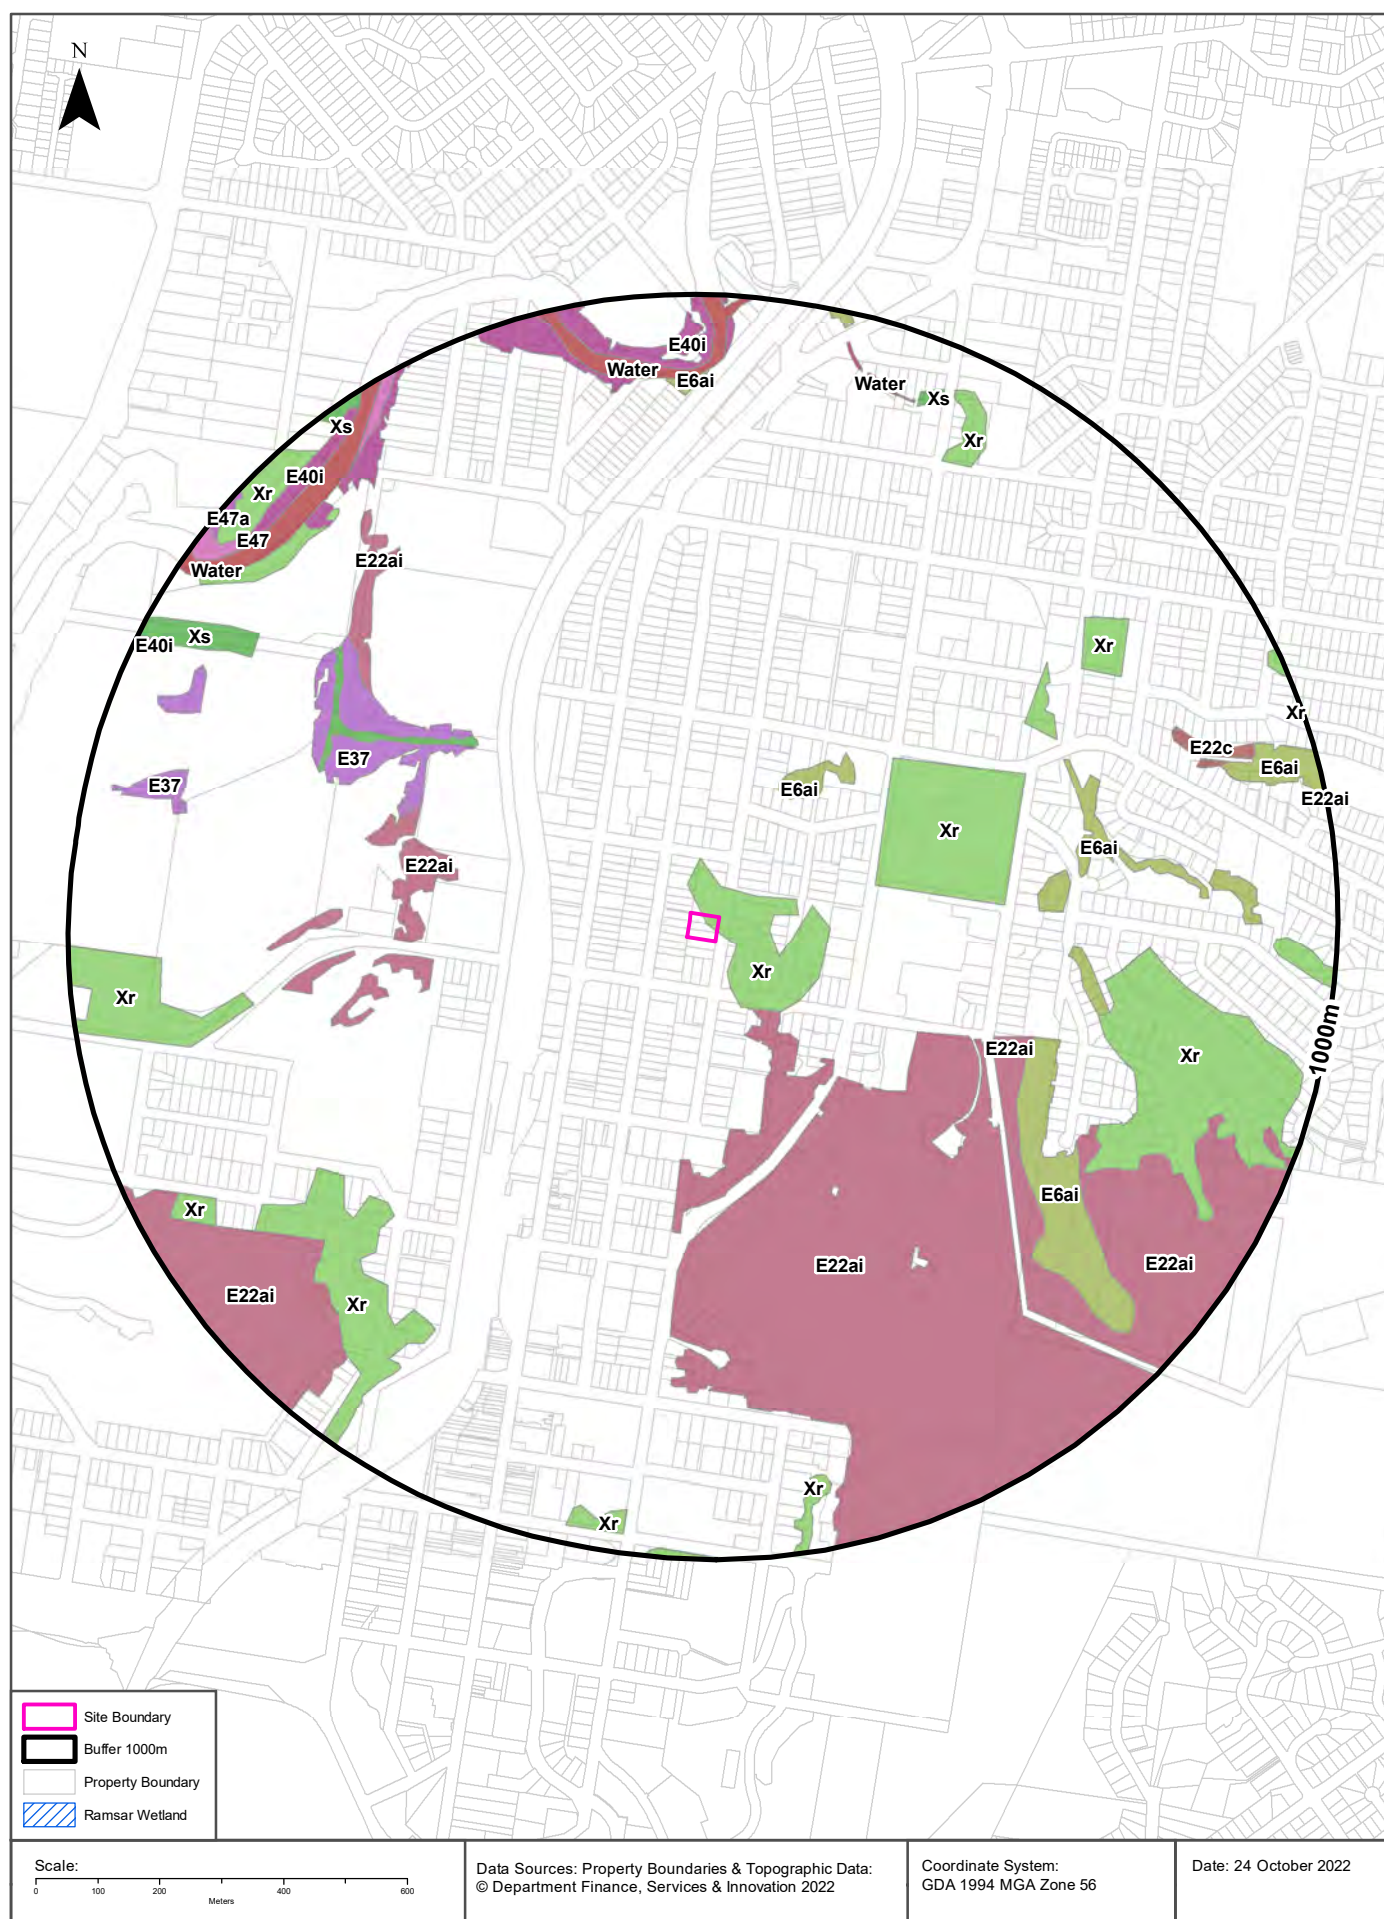 N
E40i
Water
E6ai
Water
Xs
Xr
Xs
E40i
Xr
E47a
E47
Water
E22ai
Xs
E40i
Xr
Xr
E22c
E6ai
E22ai
E37
E37
E6ai
Xr
E6ai
E22ai
Xr
Xr
1000m
E22ai
Xr
E6ai
Xr
E22ai
E22ai
E22ai
Xr
Xr
Xr
Site Boundary
Buffer 1000m
Property Boundary
Ramsar Wetland
Scale:
0 100 200 400 600
Meters
Data Sources: Property Boundaries & Topographic Data:
© Department Finance, Services & Innovation 2022
Coordinate System:
GDA 1994 MGA Zone 56
Date: 24 October 2022